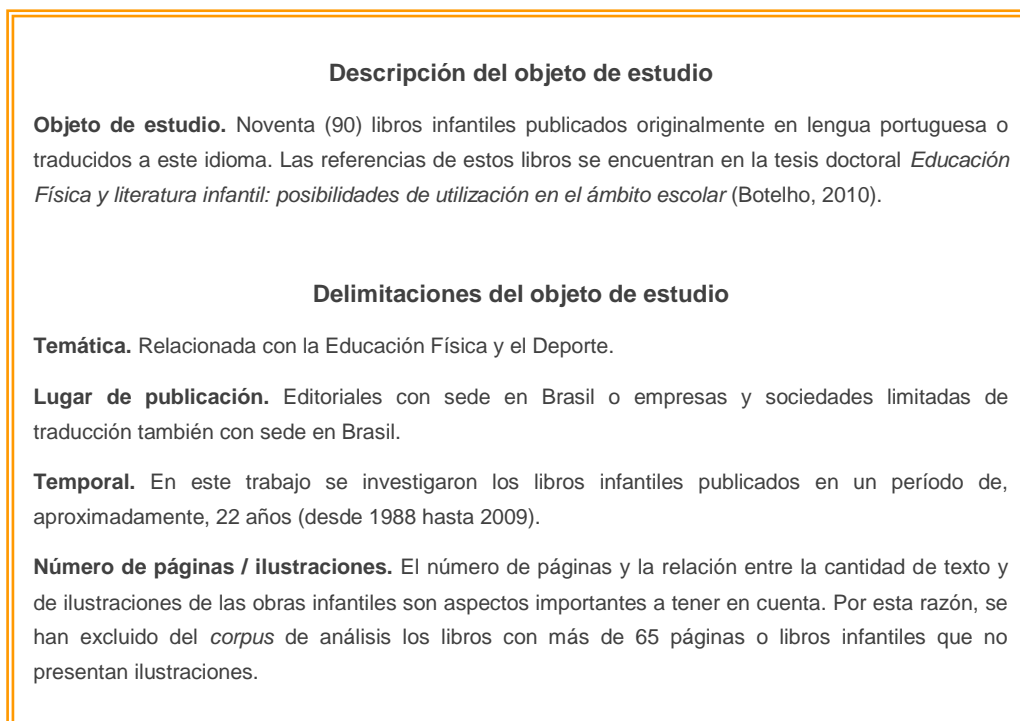 Descripción del objeto de estudio
Objeto de estudio. Noventa (90) libros infantiles publicados originalmente en lengua portuguesa o
traducidos a este idioma. Las referencias de estos libros se encuentran en la tesis doctoral Educación
Física y literatura infantil: posibilidades de utilización en el ámbito escolar (Botelho, 2010).
Delimitaciones del objeto de estudio
Temática. Relacionada con la Educación Física y el Deporte.
Lugar de publicación. Editoriales con sede en Brasil o empresas y sociedades limitadas de
traducción también con sede en Brasil.
Temporal. En este trabajo se investigaron los libros infantiles publicados en un período de,
aproximadamente, 22 años (desde 1988 hasta 2009).
Número de páginas / ilustraciones. El número de páginas y la relación entre la cantidad de texto y
de ilustraciones de las obras infantiles son aspectos importantes a tener en cuenta. Por esta razón, se
han excluido del corpus de análisis los libros con más de 65 páginas o libros infantiles que no
presentan ilustraciones.